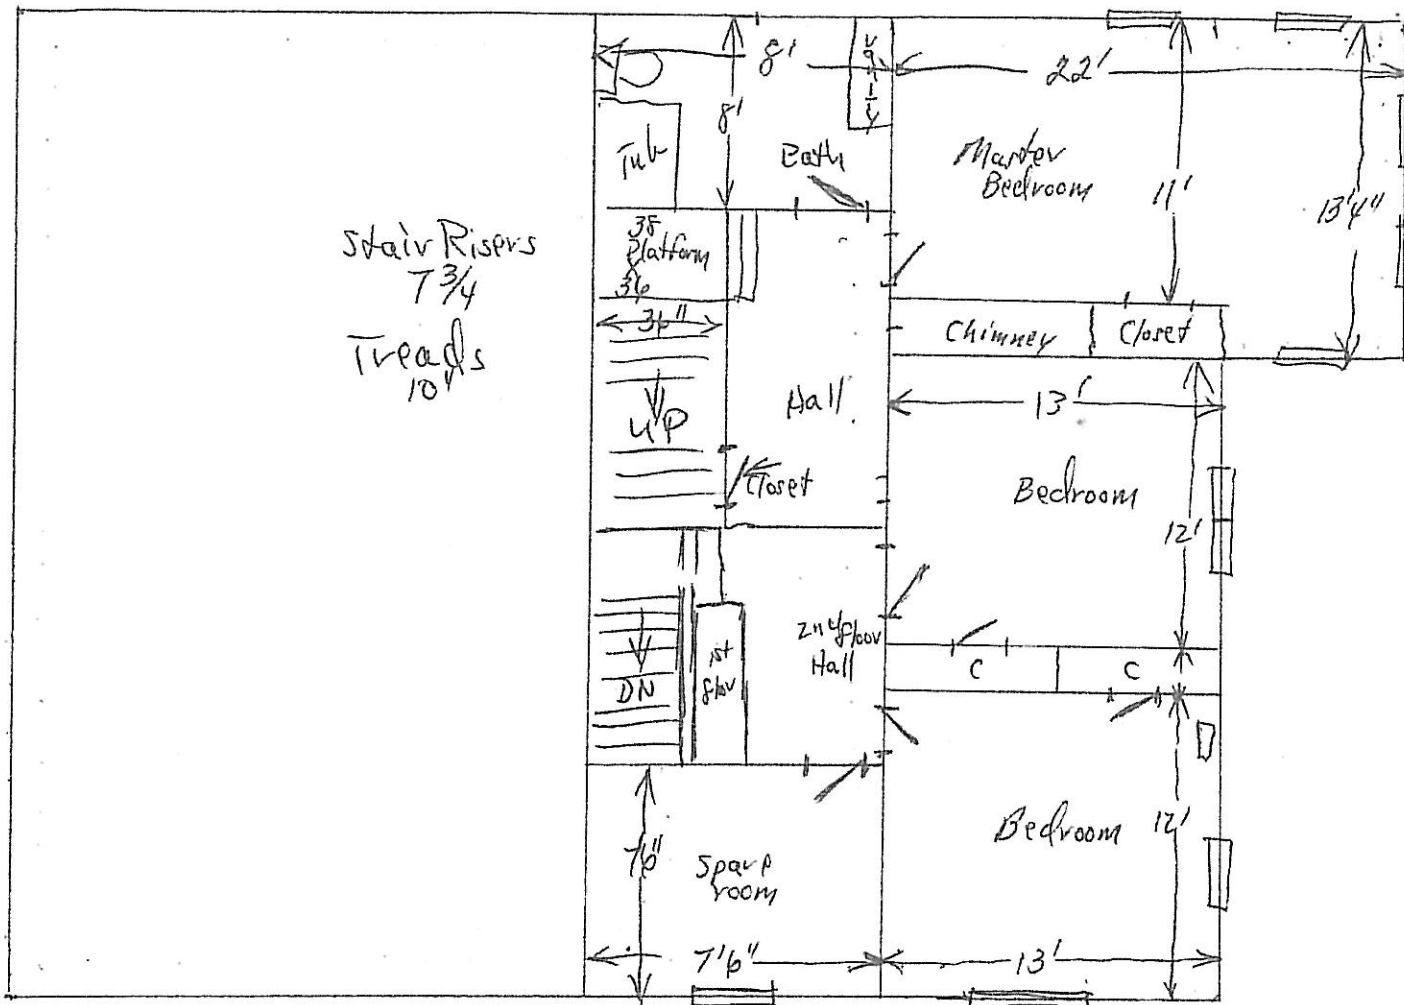 8'
22'
Vanity
8'
Tub
Bath
Master
Bedroom
11'
13'4"
Stair Risers
7 3/4
Treads
10"
38
Platform
X
36
36"
Chimney
Closet
UP
Hall
13'
Closet
Bedroom
12'
2nd floor
Hall
1st
floor
DN
C
C
7'6"
Spare
room
Bedroom
12'
7'6"
13'